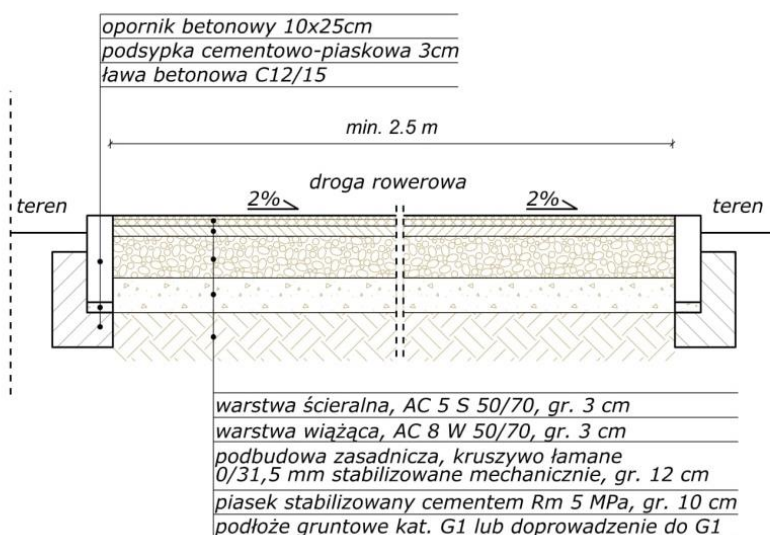 opornik betonowy 10x25cm
podsypka cementowo-piaskowa 3cm
ława betonowa C12/15
min. 2.5 m
droga rowerowa
2%
2%
teren
teren
warstwa ścieralna, AC 5 S 50/70, gr. 3 cm
warstwa wiążąca, AC 8 W 50/70, gr. 3 cm
podbudowa zasadnicza, kruszywo łamane
0/31,5 mm stabilizowane mechanicznie, gr. 12 cm
piasek stabilizowany cementem Rm 5 MPa, gr. 10 cm
podłoże gruntowe kat. G1 lub doprowadzenie do G1